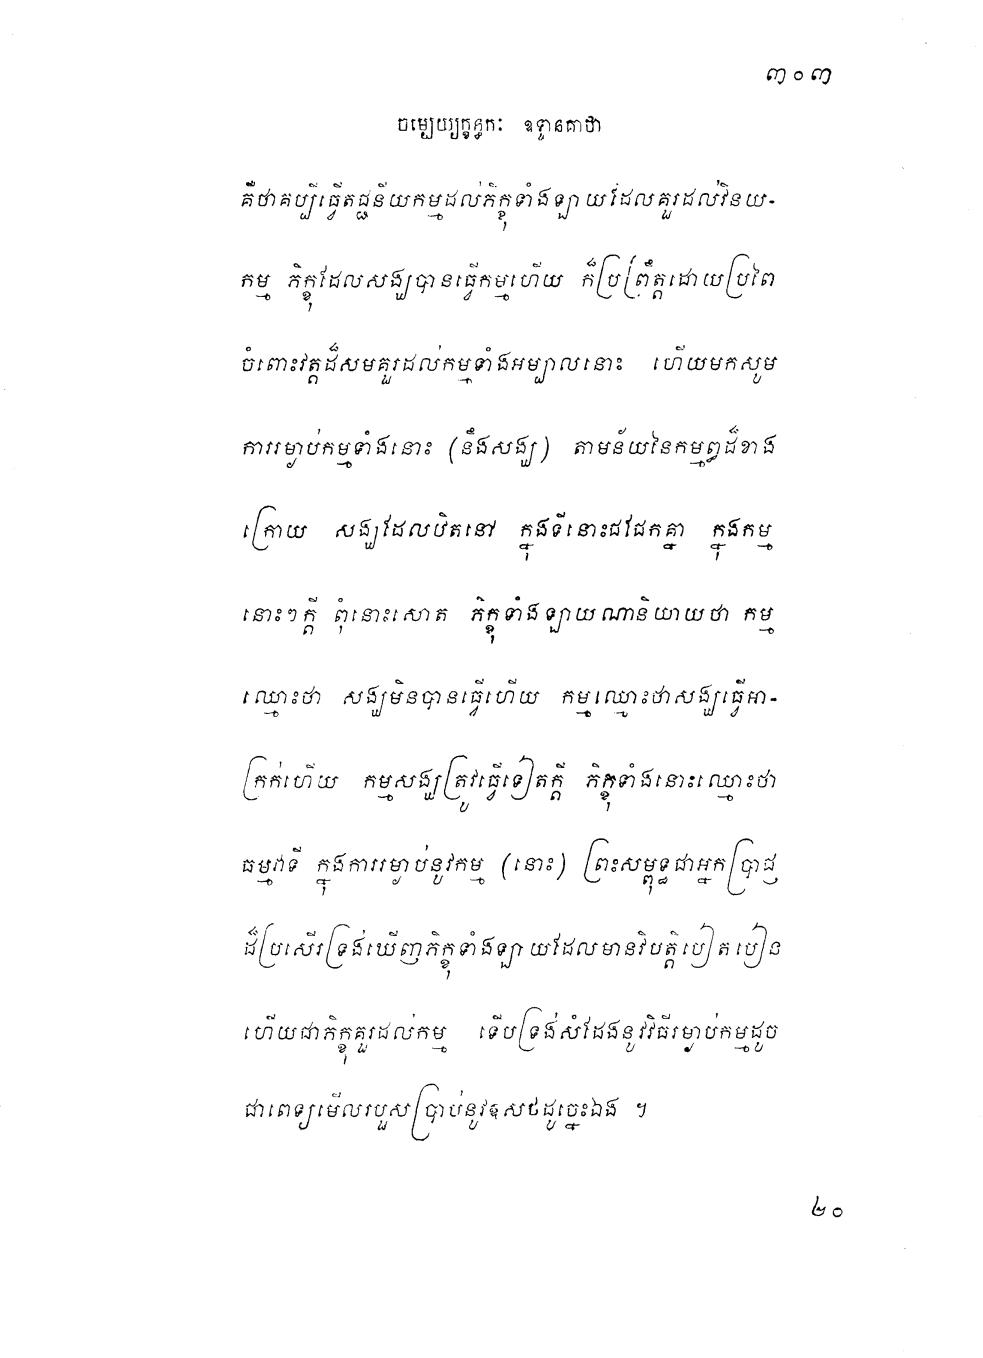 ៣០៣
ចម្បេយ្យក្ខន្ធកៈ ឧទ្ទានគាថា
គឺថាគប្បីធ្វើតជ្ជនីយកម្មដល់ភិក្ខុទាំងឡាយដែលគួរដល់វិនយ-
កម្ម ភិក្ខុដែលសង្ឃបានធ្វើកម្មហើយ ក៏ប្រព្រឹត្តដោយប្រពៃ
ចំពោះវត្តដ៏សមគួរដល់កម្មទាំងអម្បាលនោះ ហើយមកសូម
ការរម្ងាប់កម្មទាំងនោះ (នឹងសង្ឃ) តាមន័យនៃកម្មព្ធដ៏ខាង
ក្រោយ សង្ឃដែលឋិតនៅ ក្នុងទីនោះជជែកគ្នា ក្នុងកម្ម
នោះៗក្តី ពុំនោះសោត ភិក្ខុទាំងឡាយណានិយាយថា កម្ម
ឈ្មោះថា សង្ឃមិនបានធ្វើហើយ កម្មឈ្មោះថាសង្ឃធ្វើអា-
ក្រក់ហើយ កម្មសង្ឃត្រូវធ្វើទៀតក្តី ភិក្ខុទាំងនោះឈ្មោះថា
ធម្មវាទី ក្នុងការរម្ងាប់នូវកម្ម (នោះ) ព្រះសម្ពុទ្ធជាអ្នកប្រាជ្ញ
ដ៏ប្រសើរទ្រង់ឃើញភិក្ខុទាំងឡាយដែលមានវិបត្តិបៀតបៀន
ហើយជាភិក្ខុគួរដល់កម្ម ទើបទ្រង់សំដែងនូវវិធីរម្ងាប់កម្មដូច
ជាពេទ្យមើលរបួសប្រាប់នូវឱសថដូច្នេះឯង ។
២០